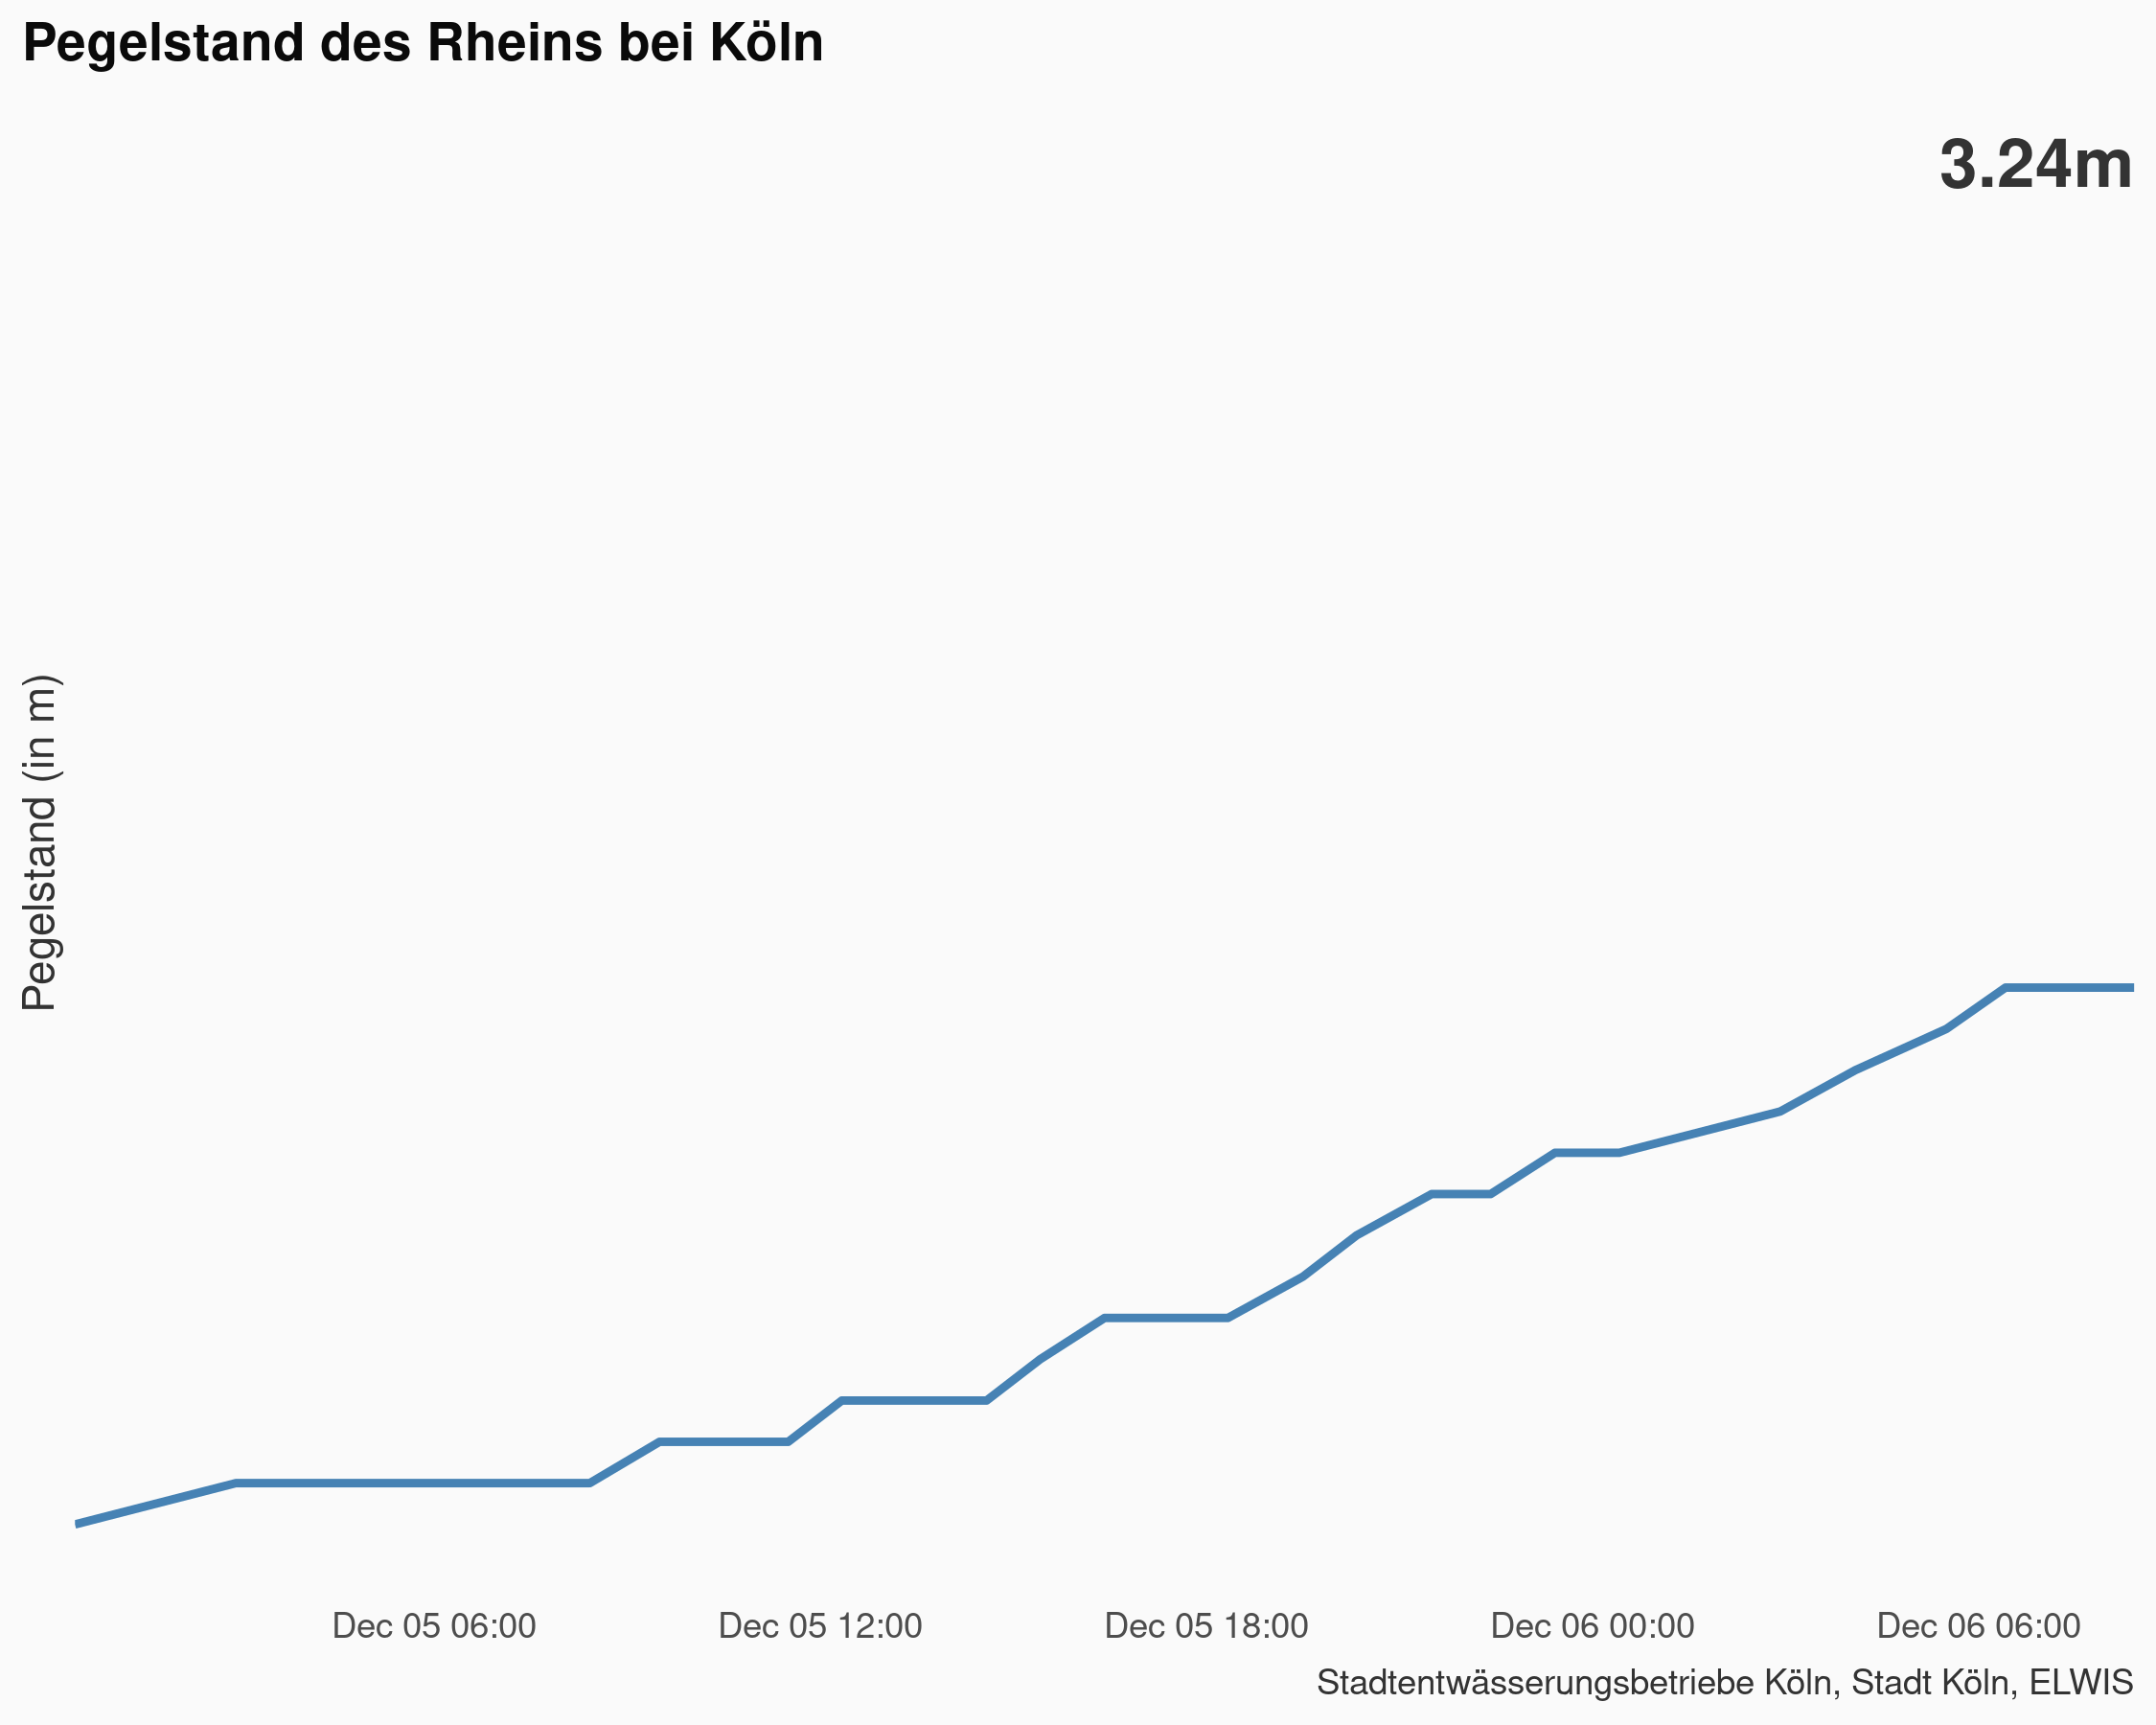 Pegelstand des Rheins bei Köln
3.24m
Pegelstand (in m)
Dec 05 06:00 Dec 05 12:00 Dec 05 18:00 Dec 06 00:00 Dec 06 06:00
Stadtentwässerungsbetriebe Köln, Stadt Köln, ELWIS